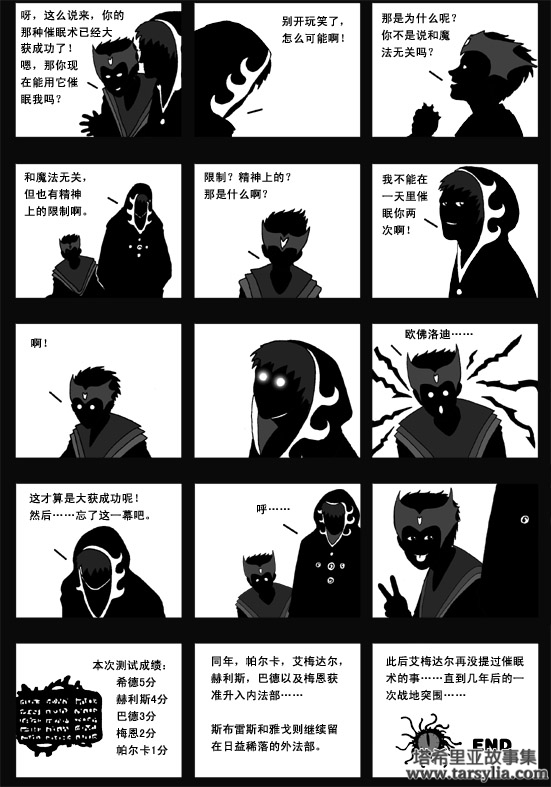 呀，这么说来，你的
那种催眠术已经大
获成功了！
嗯，那你现
在能用它催
眠我吗？
别开玩笑了，
怎么可能啊！
那是为什么呢？
你不是说和魔
法无关吗？
和魔法无关，
但也有精神
上的限制啊。
限制？精神上的？
那是什么啊？
我不能在
一天里催
眠你两
次啊！
啊！
欧佛洛迪……
这才算是大获成功呢！
然后……忘了这一幕吧。
呼……
本次测试成绩：
希德5分
赫利斯4分
巴德3分
梅恩2分
帕尔卡1分
同年，帕尔卡，艾梅达尔，
赫利斯，巴德以及梅恩获
准升入内法部……
斯布雷斯和雅戈则继续留
在日益稀落的外法部。
此后艾梅达尔再没提过催眠
术的事……直到几年后的一
次战地突围……
END
塔希里亚故事集
www.tarsylia.com